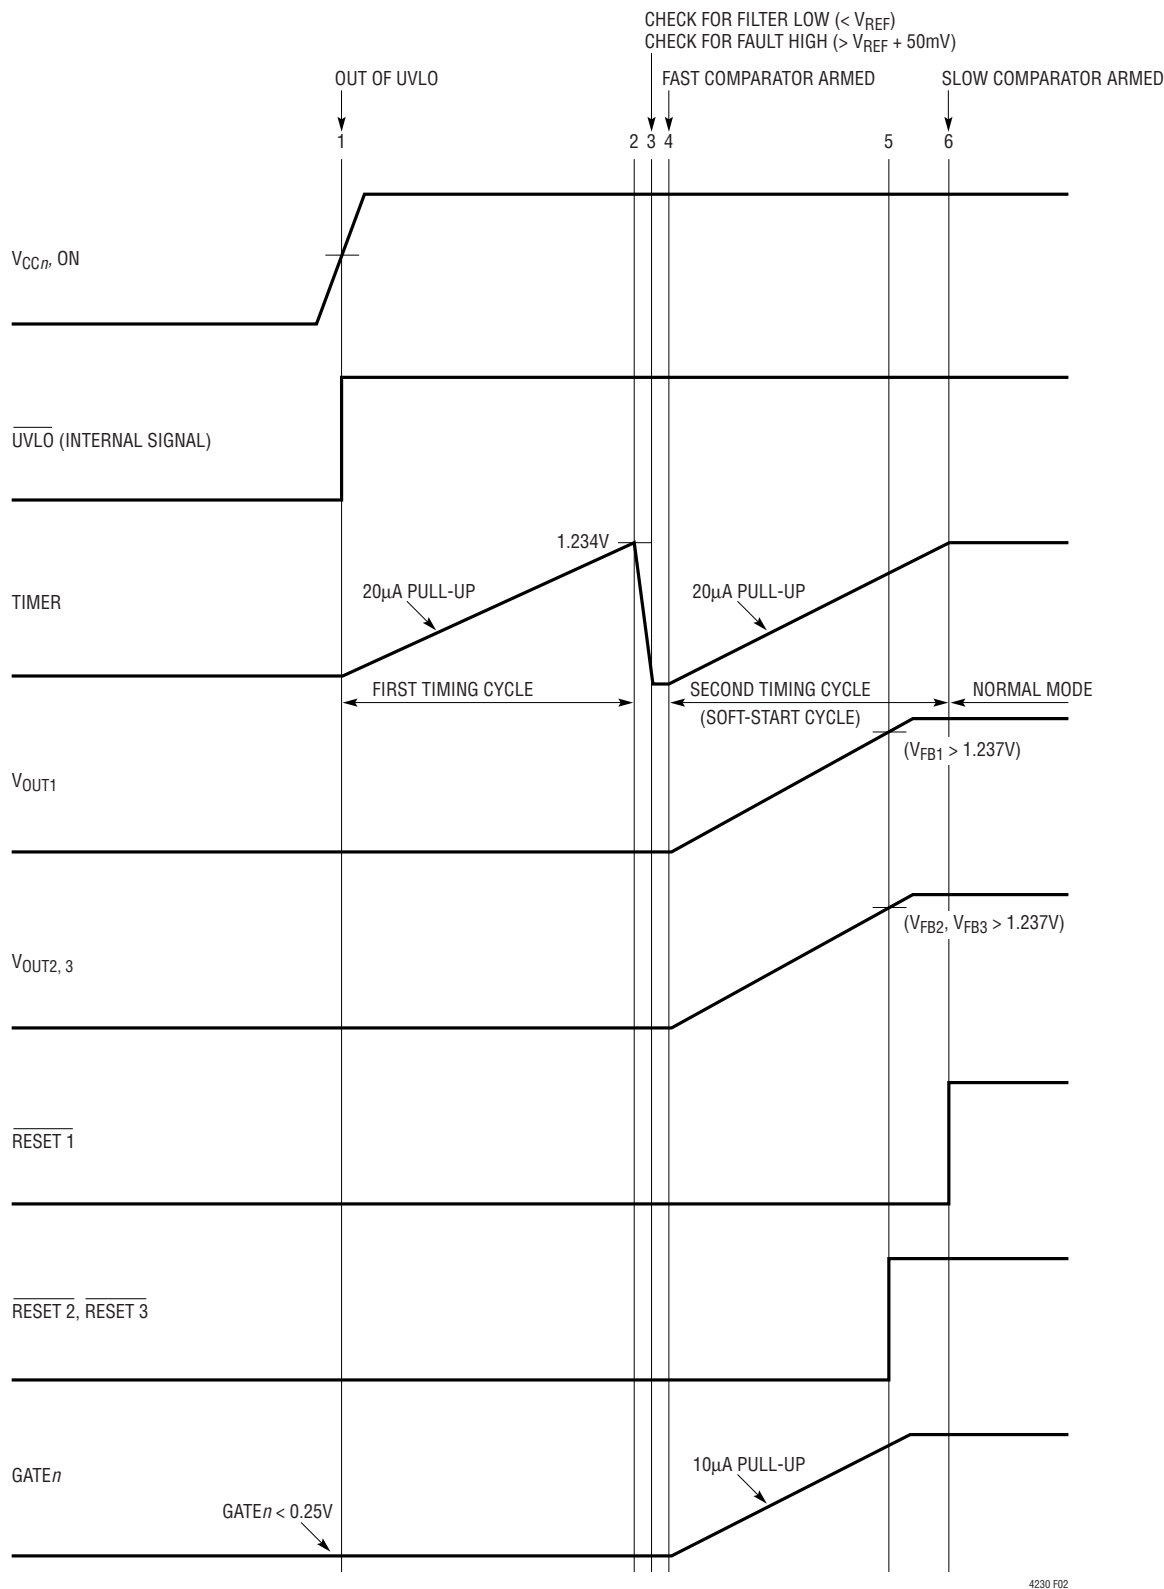 CHECK FOR FILTER LOW (< VREF)
CHECK FOR FAULT HIGH (> VREF + 50mV)
OUT OF UVLO
FAST COMPARATOR ARMED
SLOW COMPARATOR ARMED
1 2 3 4 5 6
VCCn, ON
UVLO (INTERNAL SIGNAL)
1.234V
TIMER
20µA PULL-UP
20µA PULL-UP
FIRST TIMING CYCLE
SECOND TIMING CYCLE
(SOFT-START CYCLE)
NORMAL MODE
(VFB1 > 1.237V)
VOUT1
(VFB2, VFB3 > 1.237V)
VOUT2, 3
RESET 1
RESET 2, RESET 3
10µA PULL-UP
GATEn
GATEn < 0.25V
4230 F02